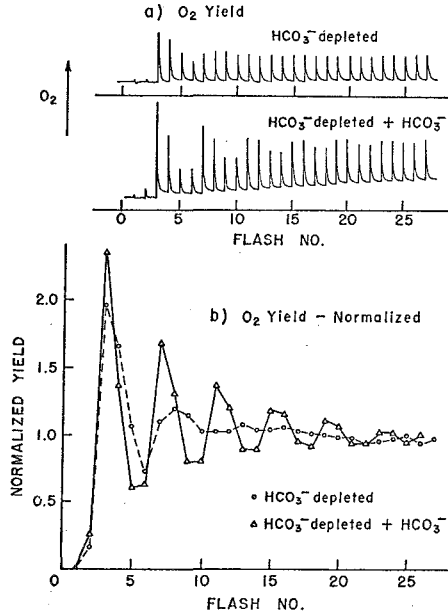 a) O₂ Yield
HCO₃⁻ depleted
O₂
HCO₃⁻ depleted + HCO₃⁻
0 5 10 15 20 25
FLASH NO.
b) O₂ Yield – Normalized
NORMALIZED YIELD
2.0
1.5
1.0
0.5
HCO₃⁻ depleted
HCO₃⁻ depleted + HCO₃⁻
0 5 10 15 20 25
FLASH NO.